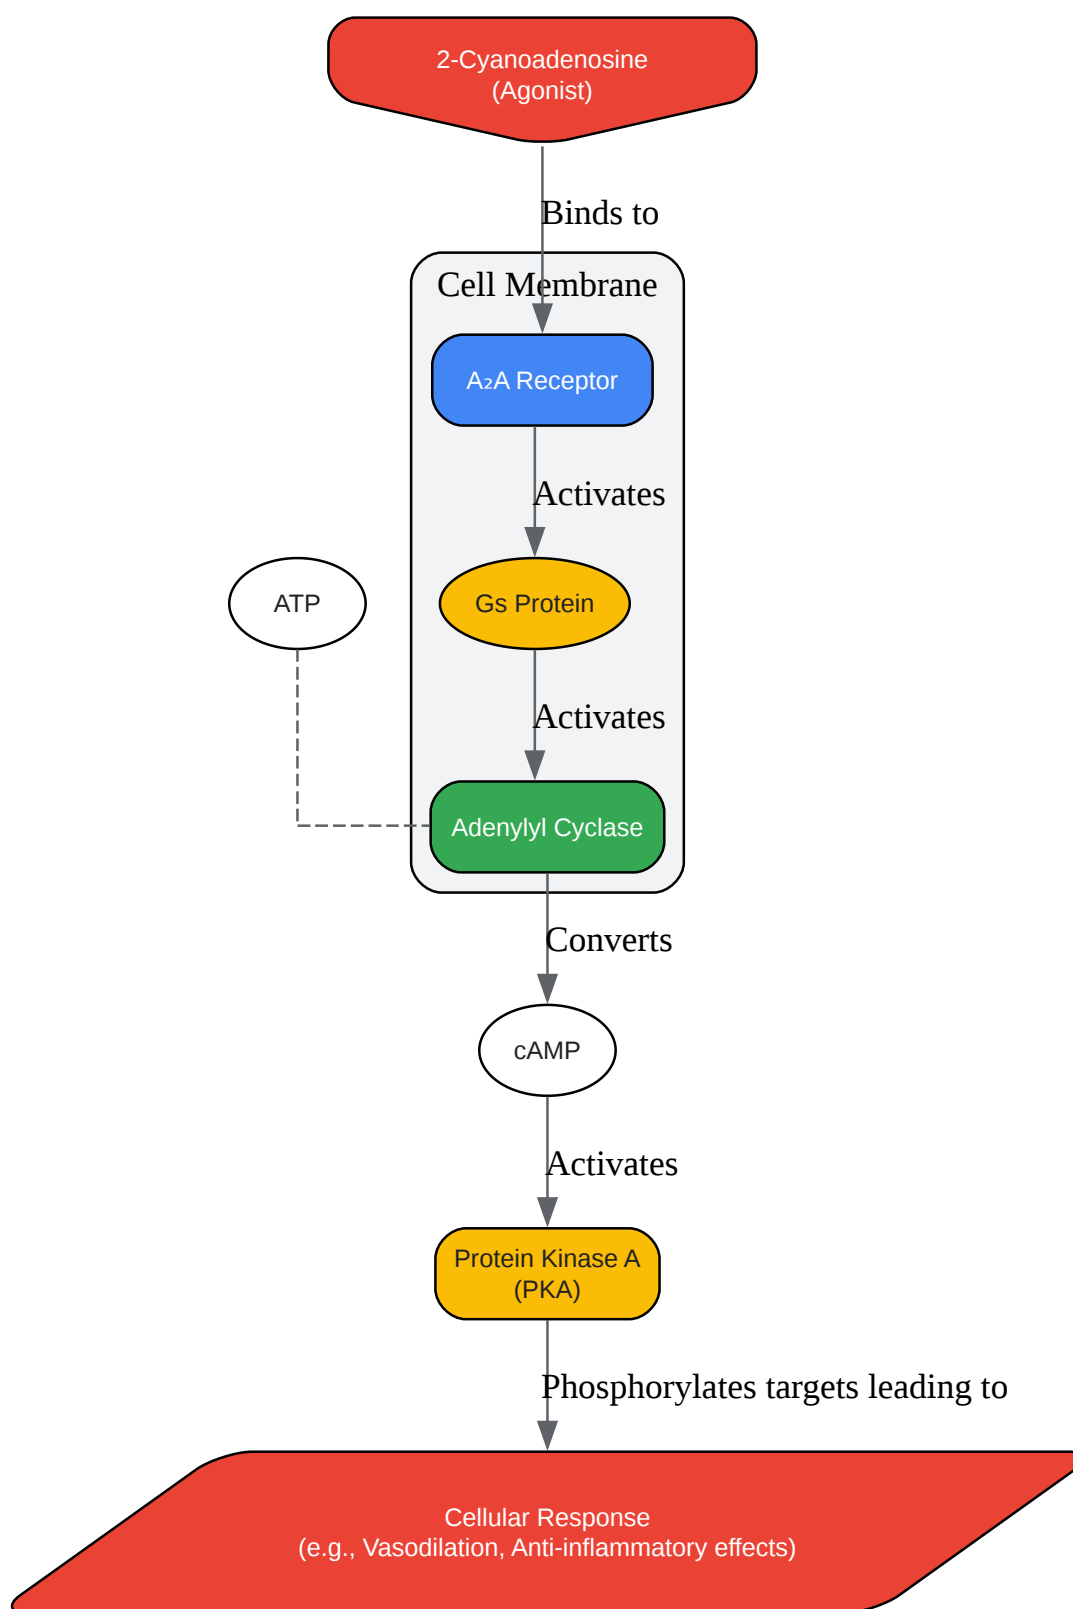 2-Cyanoadenosine
(Agonist)
Binds to
Cell Membrane
A₂A Receptor
Activates
ATP
Gs Protein
Activates
Adenylyl Cyclase
Converts
cAMP
Activates
Protein Kinase A
(PKA)
Phosphorylates targets leading to
Cellular Response
(e.g., Vasodilation, Anti-inflammatory effects)